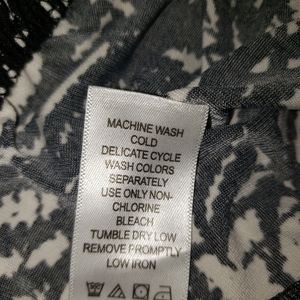 MACHINE WASH
COLD
DELICATE CYCLE
WASH COLORS
SEPARATELY
USE ONLY NON-
CHLORINE
BLEACH
TUMBLE DRY LOW
REMOVE PROMPTLY
LOW IRON